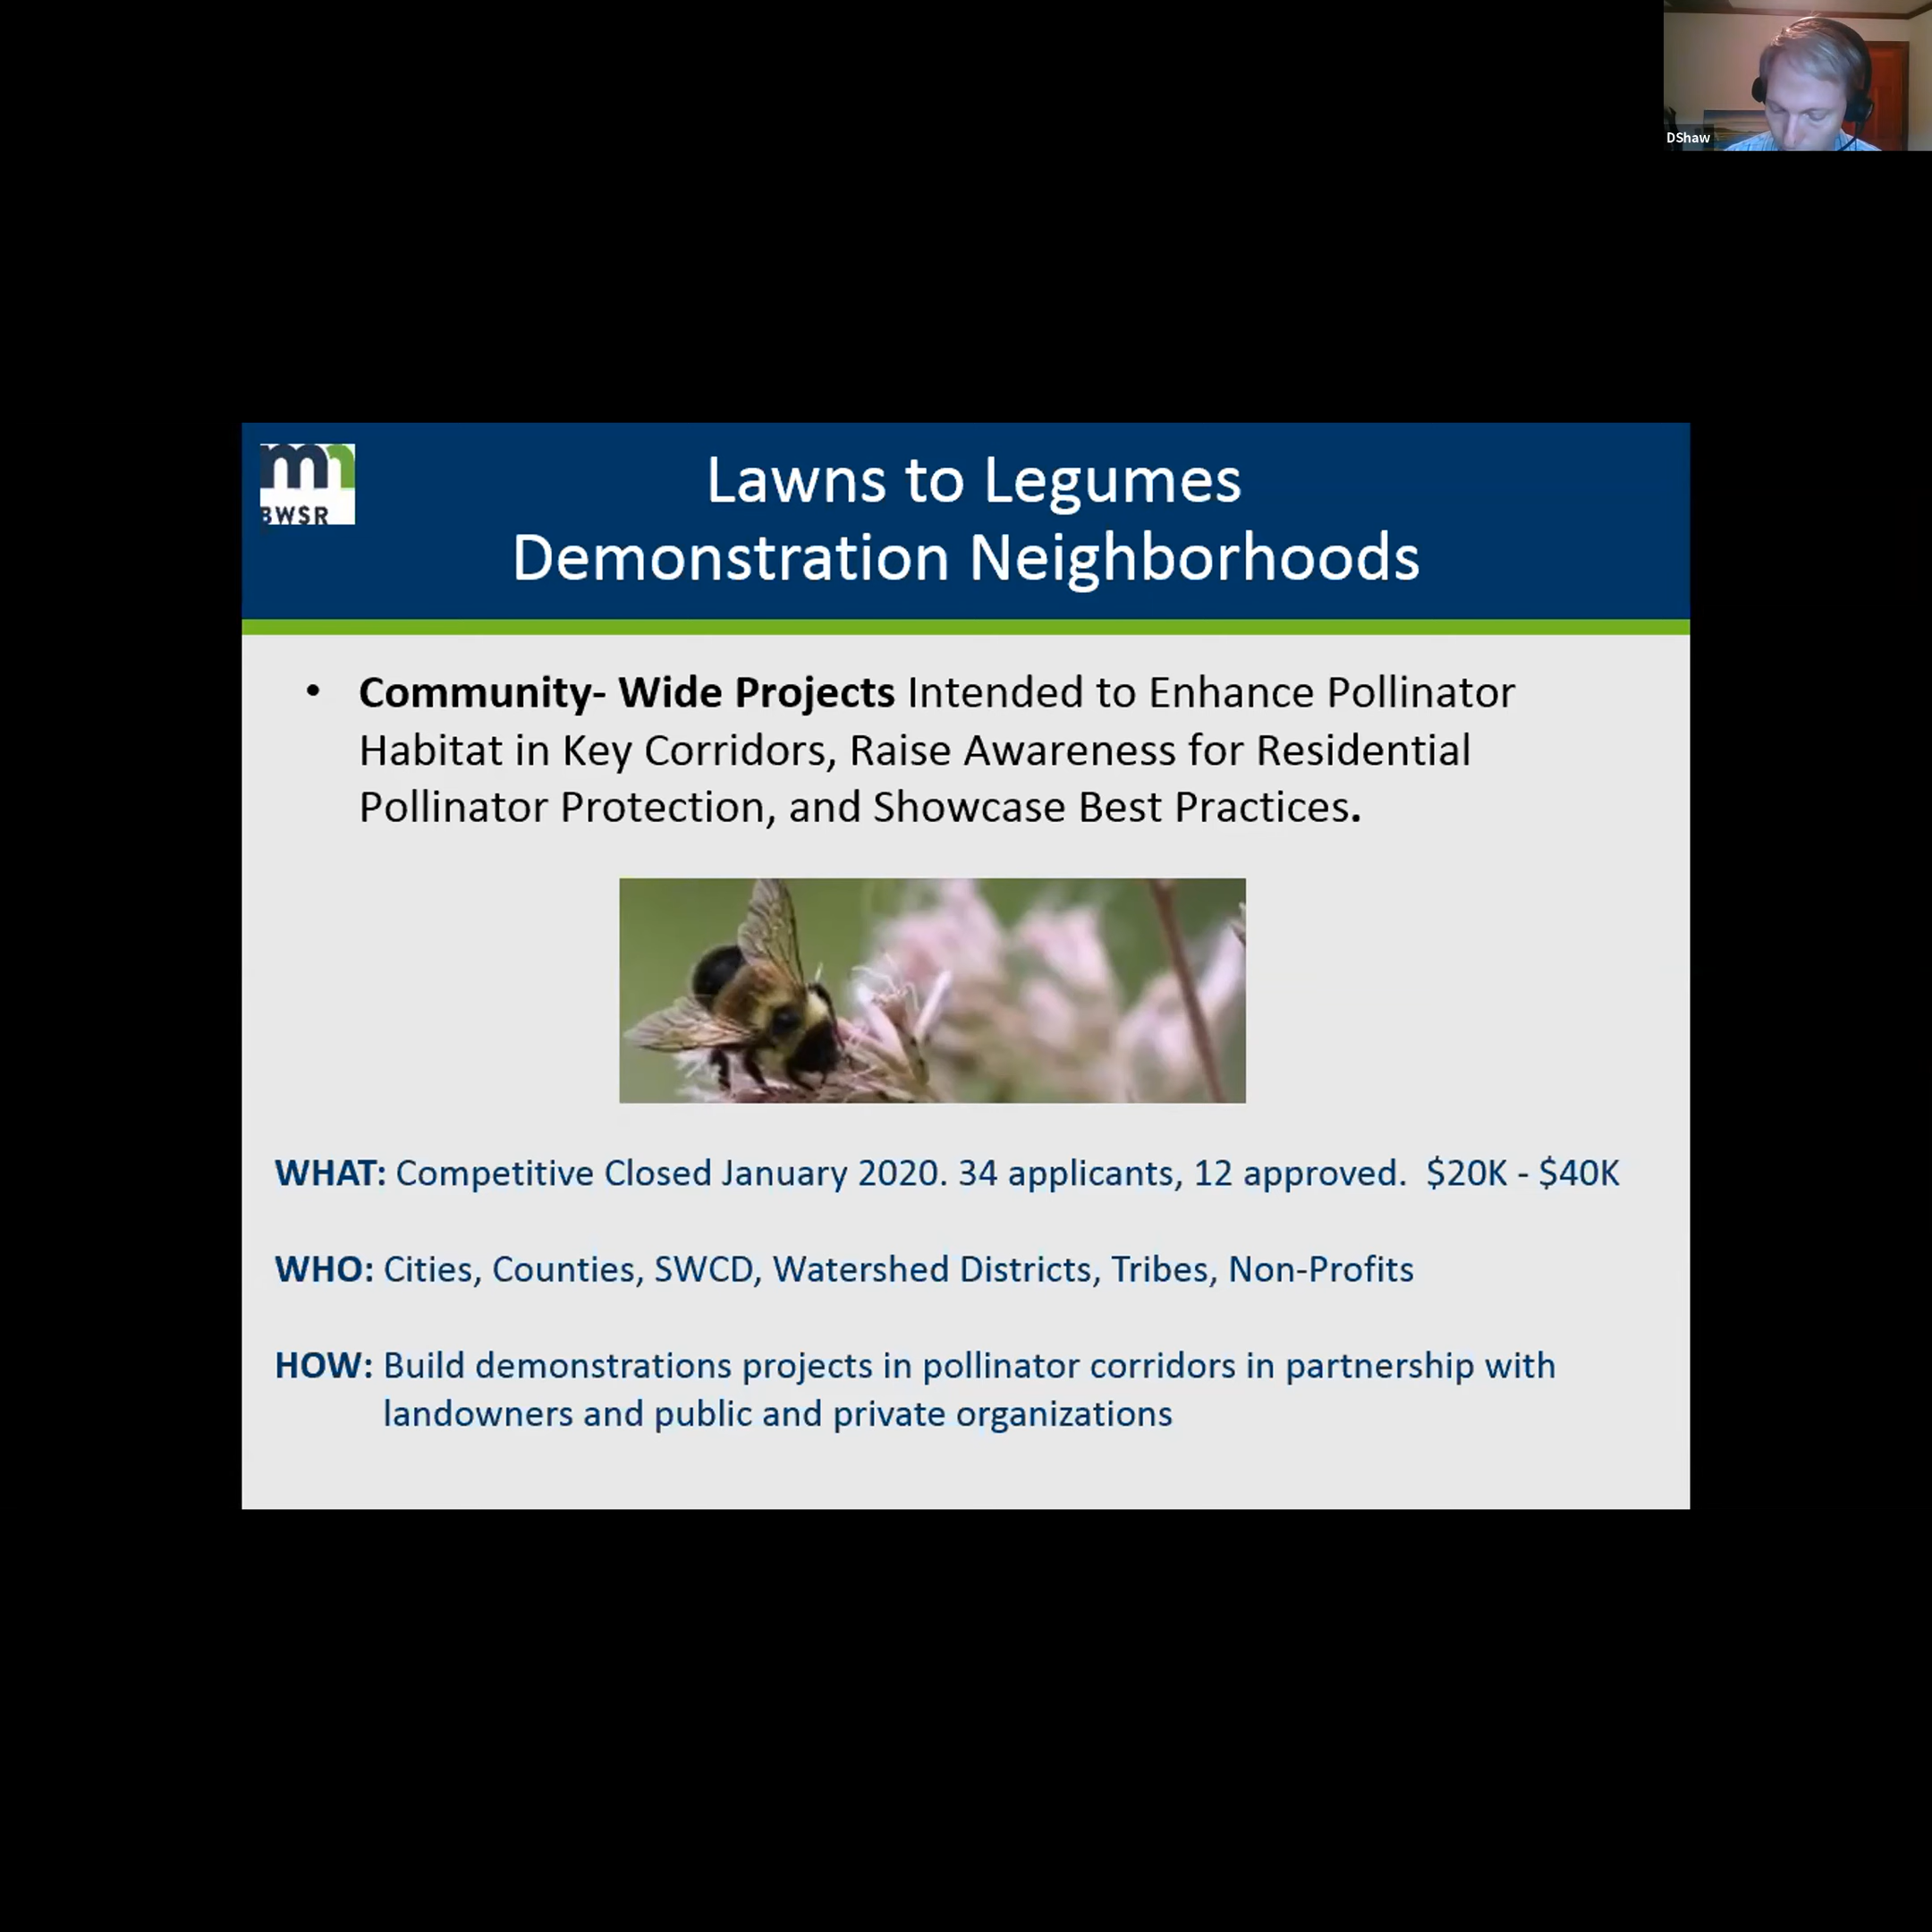 DShaw
mn
BWSR
Lawns to Legumes
Demonstration Neighborhoods
• Community- Wide Projects Intended to Enhance Pollinator
Habitat in Key Corridors, Raise Awareness for Residential
Pollinator Protection, and Showcase Best Practices.
WHAT: Competitive Closed January 2020. 34 applicants, 12 approved. $20K - $40K
WHO: Cities, Counties, SWCD, Watershed Districts, Tribes, Non-Profits
HOW: Build demonstrations projects in pollinator corridors in partnership with
landowners and public and private organizations